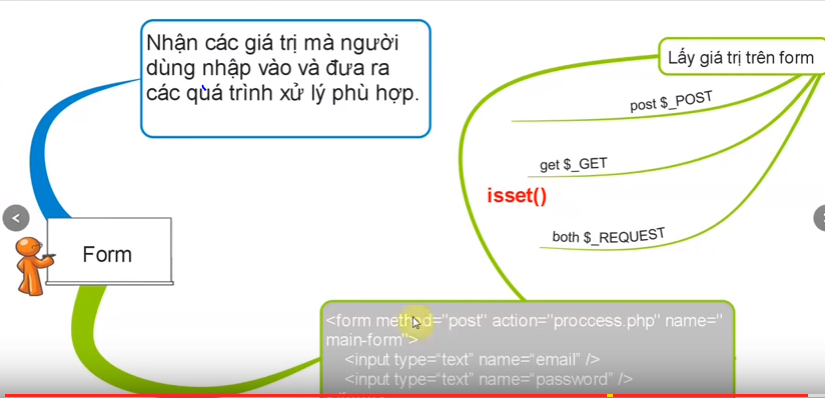 Nhận các giá trị mà người
dùng nhập vào và đưa ra
các quá trình xử lý phù hợp.
Lấy giá trị trên form
post $_POST
get $_GET
isset()
both $_REQUEST
Form
<form method="post" action="proccess.php" name="
main-form">
<input type="text" name="email" />
<input type="text" name="password" />